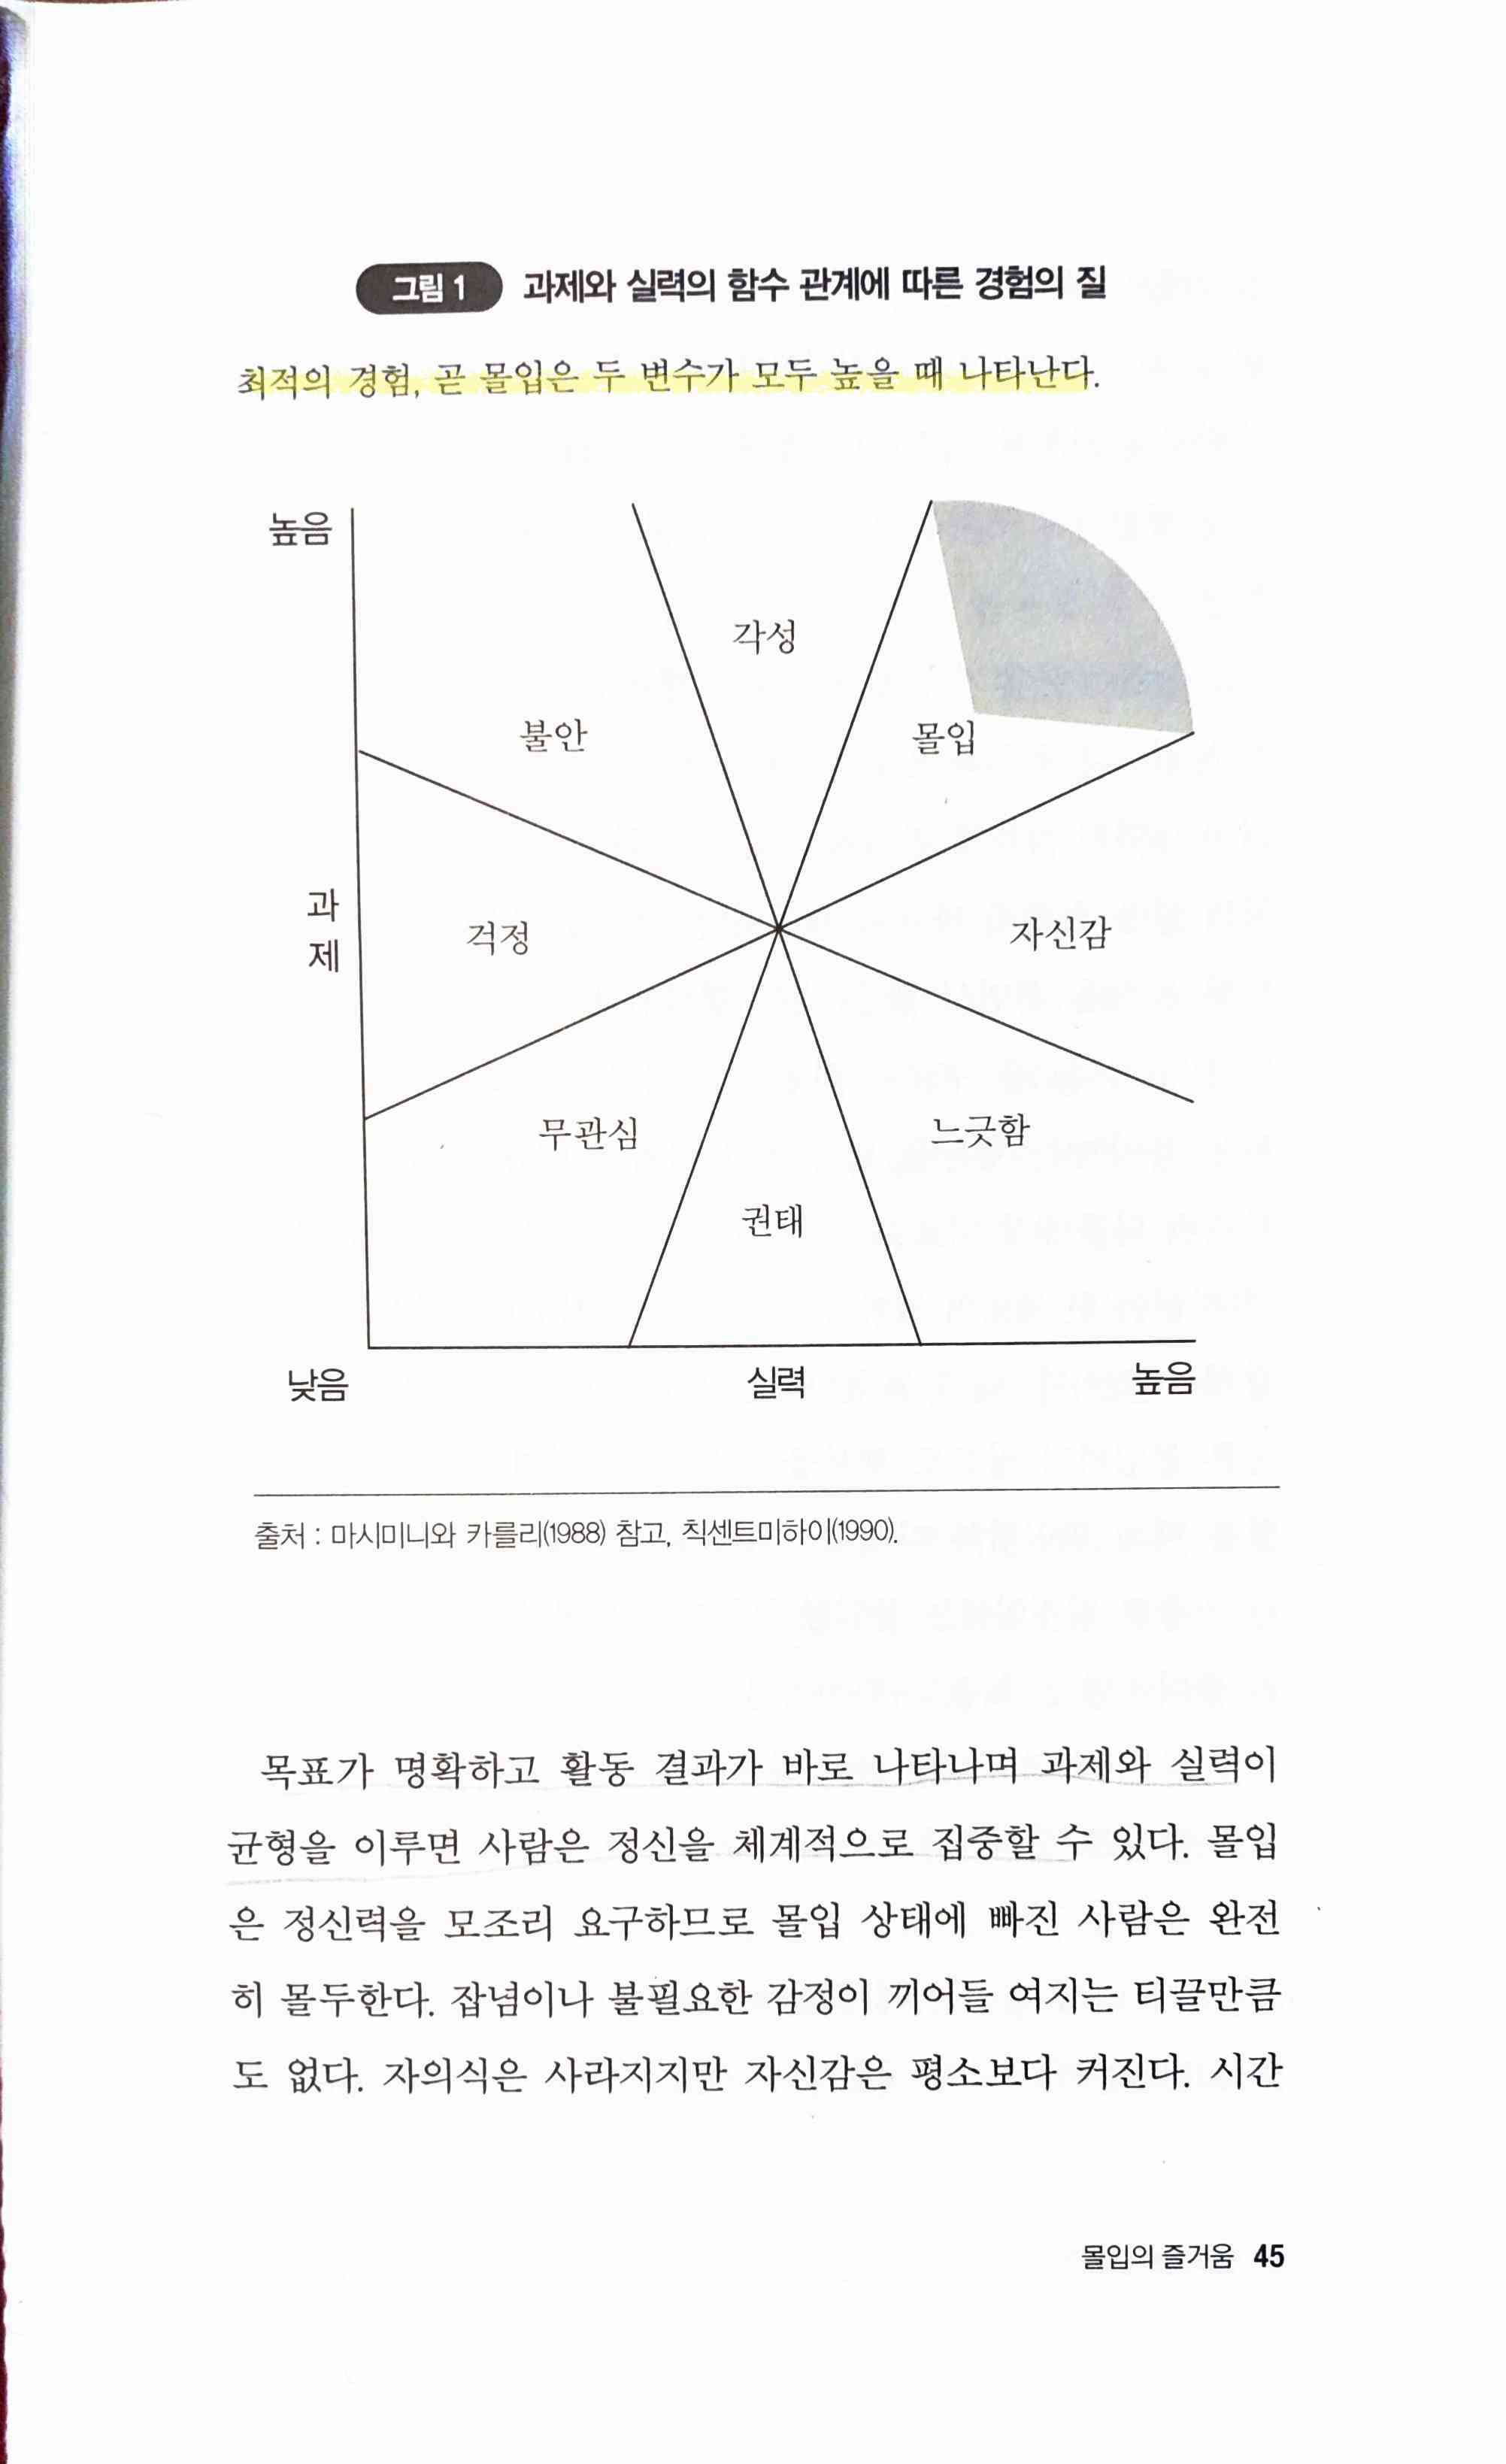 그림 1 과제와 실력의 함수 관계에 따른 경험의 질
최적의 경험, 곧 몰입은 두 변수가 모두 높을 때 나타난다.
높음
각성
불안
몰입
과
제
걱정
자신감
무관심
느긋함
권태
낮음
실력
높음
출처 : 마시미니와 카를리(1988) 참고, 칙센트미하이(1990).
목표가 명확하고 활동 결과가 바로 나타나며 과제와 실력이
균형을 이루면 사람은 정신을 체계적으로 집중할 수 있다. 몰입
은 정신력을 모조리 요구하므로 몰입 상태에 빠진 사람은 완전
히 몰두한다. 잡념이나 불필요한 감정이 끼어들 여지는 티끌만큼
도 없다. 자의식은 사라지지만 자신감은 평소보다 커진다. 시간
몰입의 즐거움 45